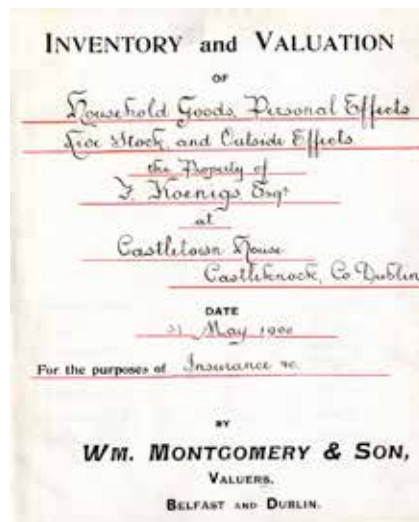 INVENTORY and VALUATION
OF
Household Goods, Personal Effects
Live Stock, and Outside Effects
the Property of
F. Koenigs Esqr
at
Castletown House
Castleknock, Co Dublin
DATE
May
For the purposes of Insurance &c.
BY
WM. MONTGOMERY & SON,
VALUERS.
BELFAST AND DUBLIN.